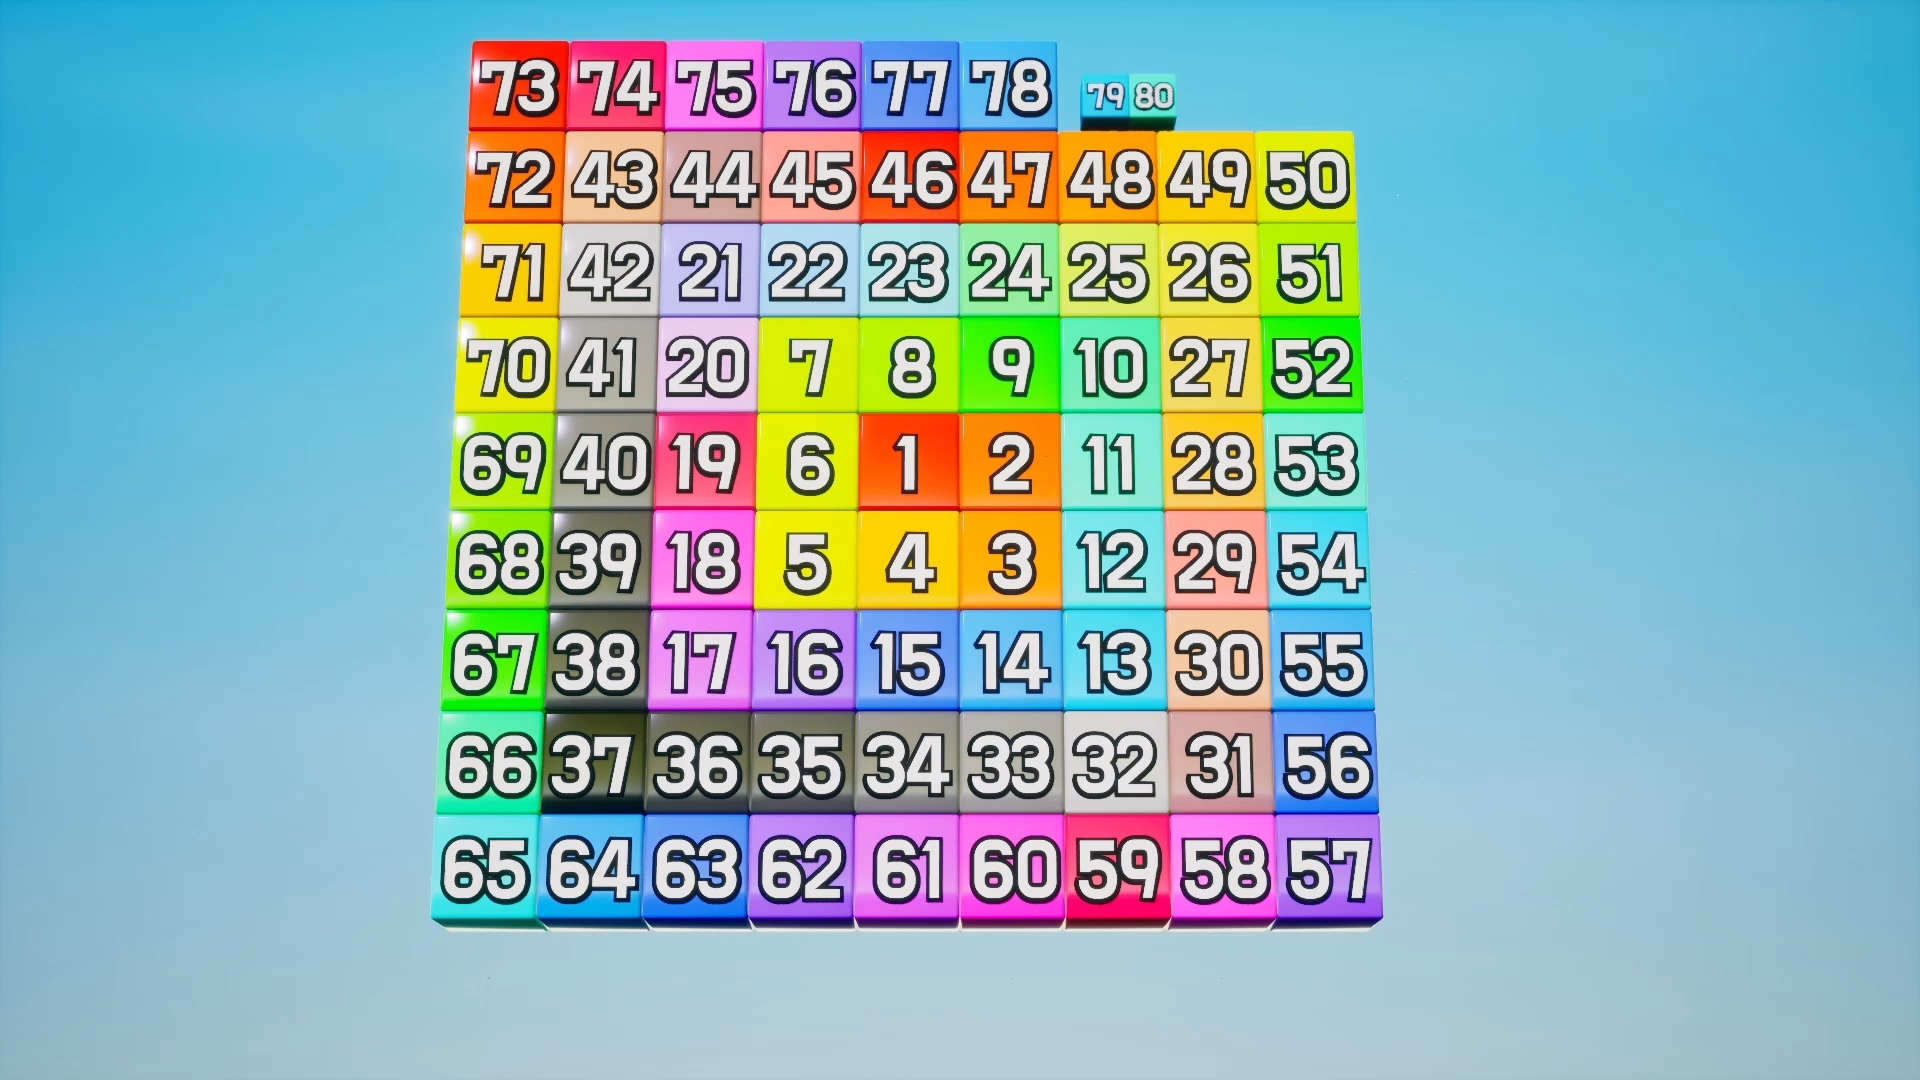 73 74 75 76 77 78 79 80
72 43 44 45 46 47 48 49 50
71 42 21 22 23 24 25 26 51
70 41 20 7 8 9 10 27 52
69 40 19 6 1 2 11 28 53
68 39 18 5 4 3 12 29 54
67 38 17 16 15 14 13 30 55
66 37 36 35 34 33 32 31 56
65 64 63 62 61 60 59 58 57